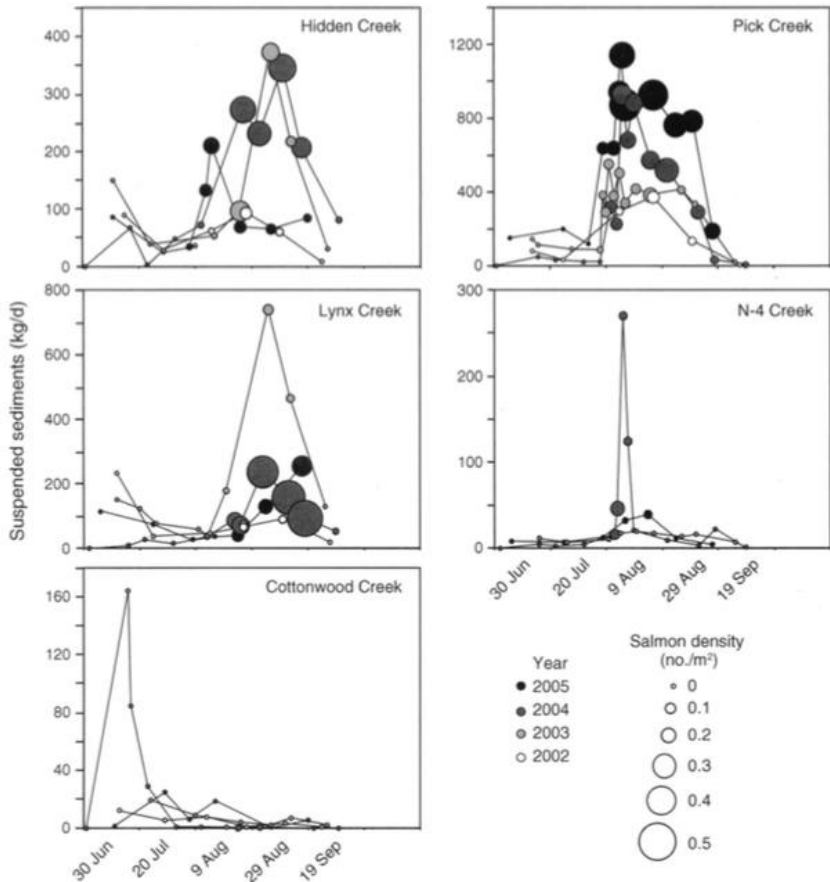 Hidden Creek
400
300
200
100
0
Pick Creek
1200
800
400
0
Suspended sediments (kg/d)
Lynx Creek
800
600
400
200
0
N-4 Creek
300
200
100
0
30 Jun
20 Jul
9 Aug
29 Aug
19 Sep
Cottonwood Creek
160
120
80
40
0
30 Jun
20 Jul
9 Aug
29 Aug
19 Sep
Year
2005
2004
2003
2002
Salmon density
(no./m²)
0
0.1
0.2
0.3
0.4
0.5